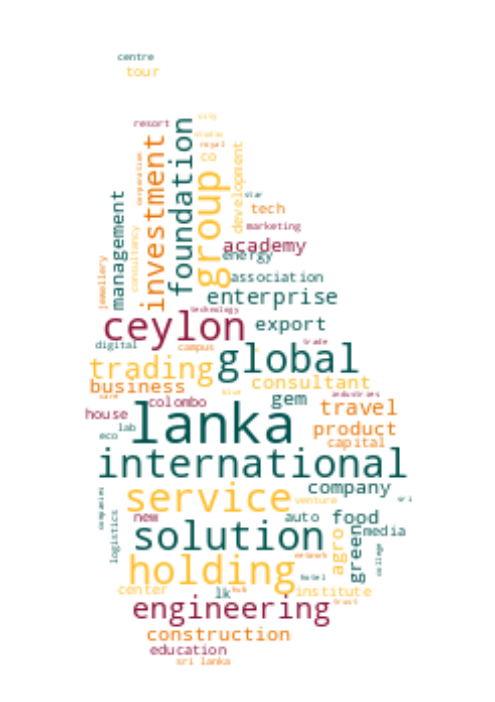 centre
tour
resort
city
royal
investment
foundation
group
co
development
corporation
consultancy
management
jewellery
star
tech
marketing
academy
energy
association
enterprise
technology
ceylon
export
digital
campus
trade
global
trading
consultant
business
care
blue
gem
industries
colombo
house
travel
lanka
lab
eco
product
capital
international
company
companies
service
venture
sri
logistics
new
auto
food
solution
media
green
agro
college
network
holding
hotel
center
lk
hub
institute
trust
engineering
construction
education
sri lanka